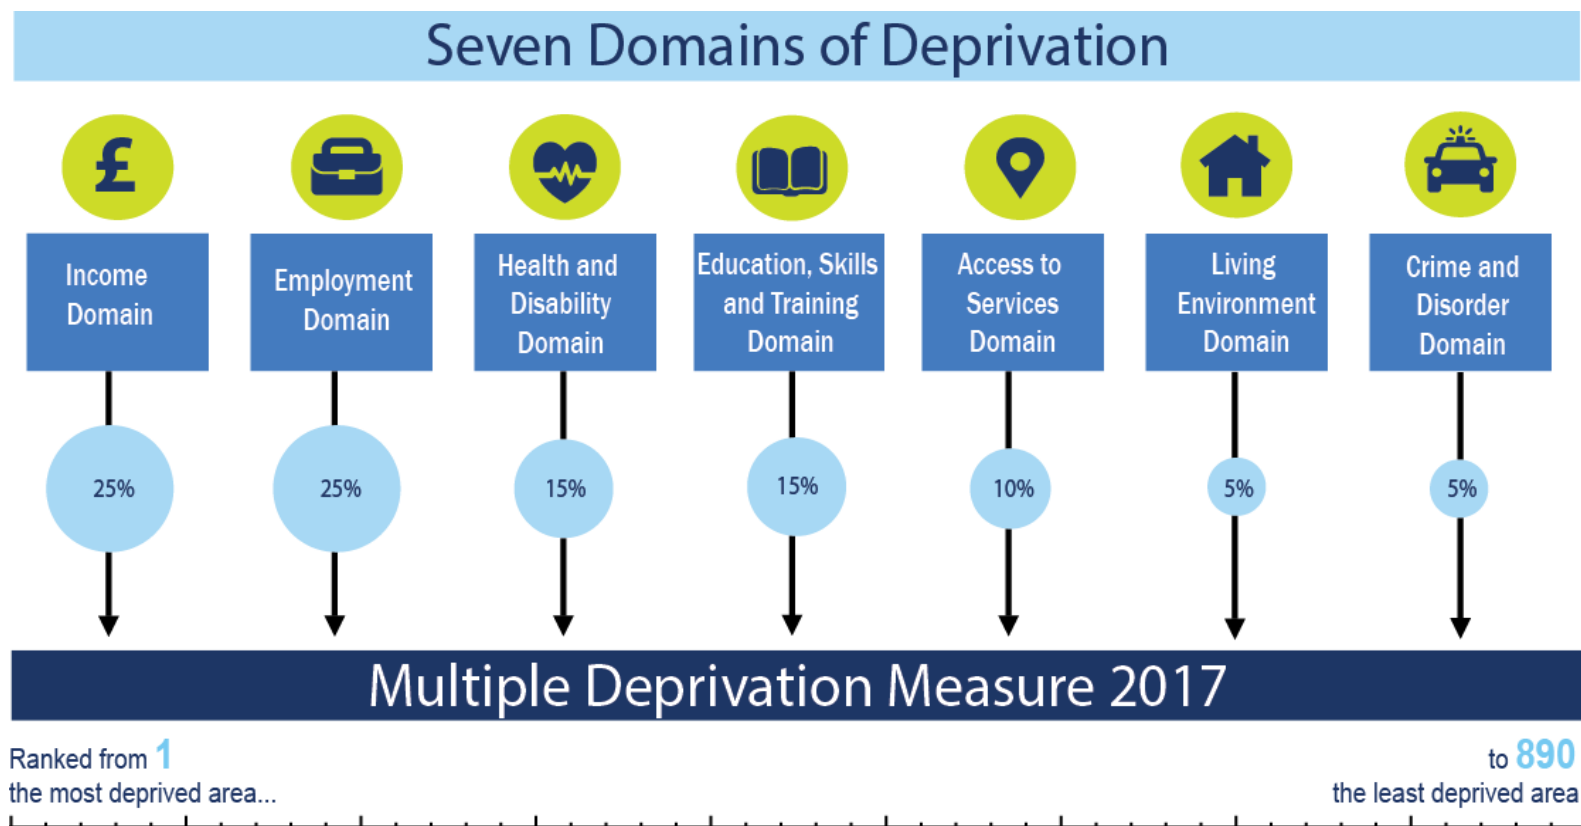 Seven Domains of Deprivation
£
Income
Domain
Employment
Domain
Health and
Disability
Domain
Education, Skills
and Training
Domain
Access to
Services
Domain
Living
Environment
Domain
Crime and
Disorder
Domain
25%
25%
15%
15%
10%
5%
5%
Multiple Deprivation Measure 2017
Ranked from 1
the most deprived area...
to 890
the least deprived area